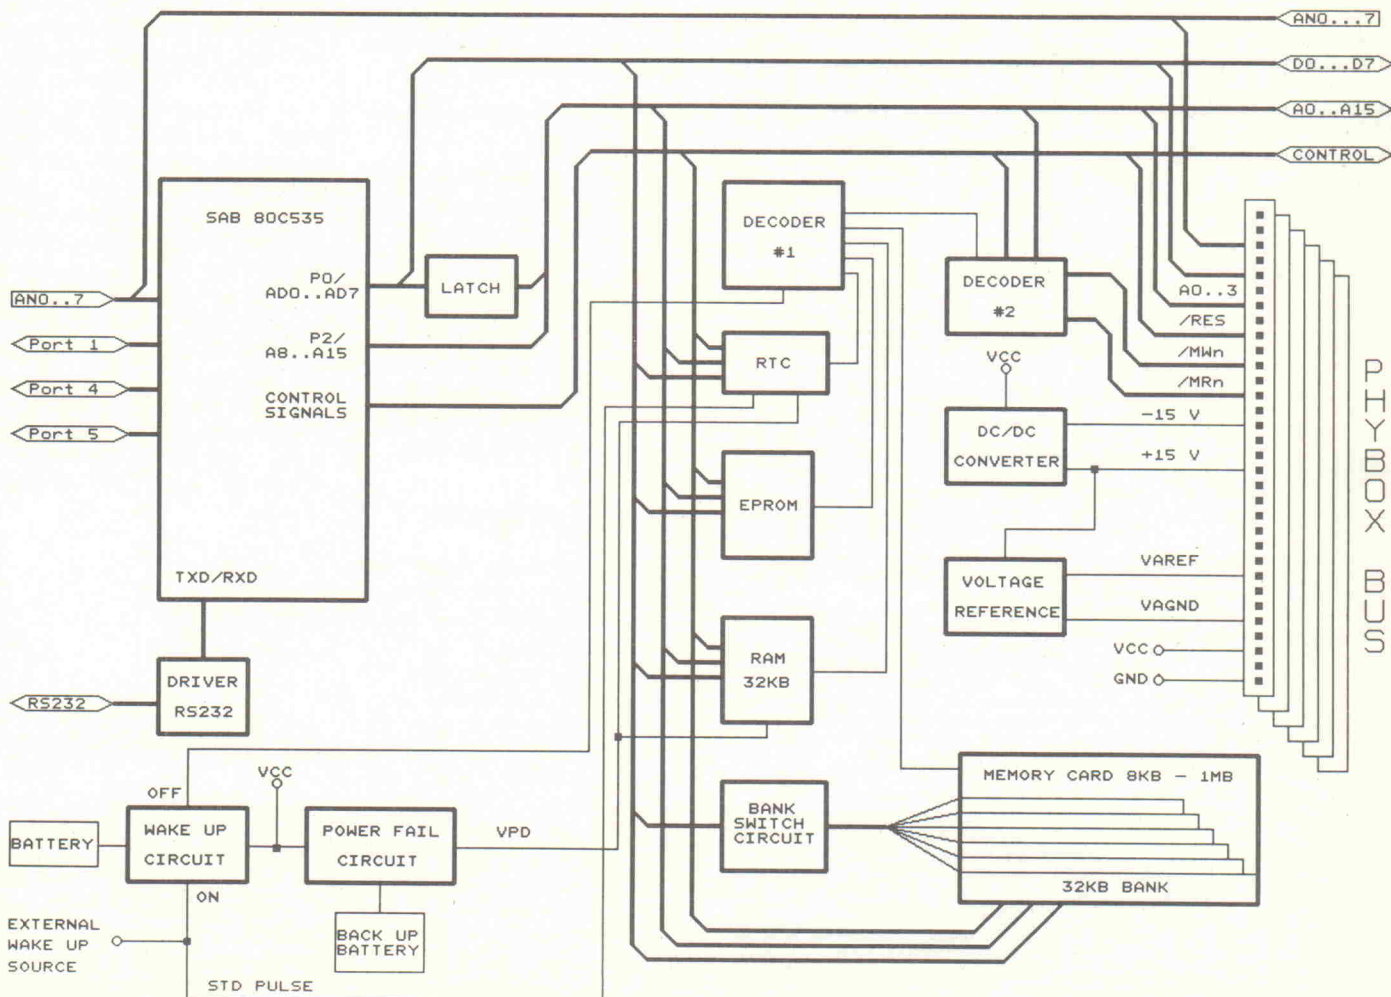 AN0...7
D0...D7
A0..A15
CONTROL
SAB 80C535
P0/
AD0..AD7
P2/
A8..A15
CONTROL
SIGNALS
TXD/RXD
AN0..7
Port 1
Port 4
Port 5
LATCH
DRIVER
RS232
RS232
DECODER
#1
DECODER
#2
RTC
EPROM
RAM
32KB
BANK
SWITCH
CIRCUIT
VCC
DC/DC
CONVERTER
VOLTAGE
REFERENCE
A0..3
/RES
/MWn
/MRn
-15 V
+15 V
VAREF
VAGND
VCC
GND
PHYBOX BUS
MEMORY CARD 8KB - 1MB
32KB BANK
OFF
VCC
BATTERY
WAKE UP
CIRCUIT
POWER FAIL
CIRCUIT
VPD
ON
BACK UP
BATTERY
EXTERNAL
WAKE UP
SOURCE
STD PULSE